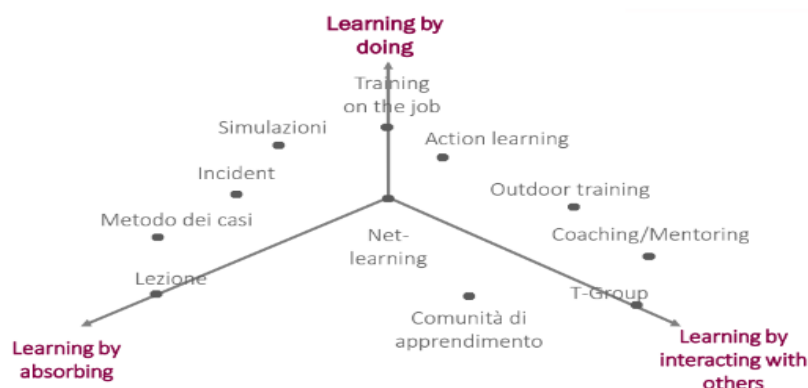 Learning by
doing
Training
on the job
Simulazioni
Action learning
Incident
Outdoor training
Metodo dei casi
Net-
learning
Coaching/Mentoring
Lezione
T-Group
Comunità di
apprendimento
Learning by
absorbing
Learning by
interacting with
others